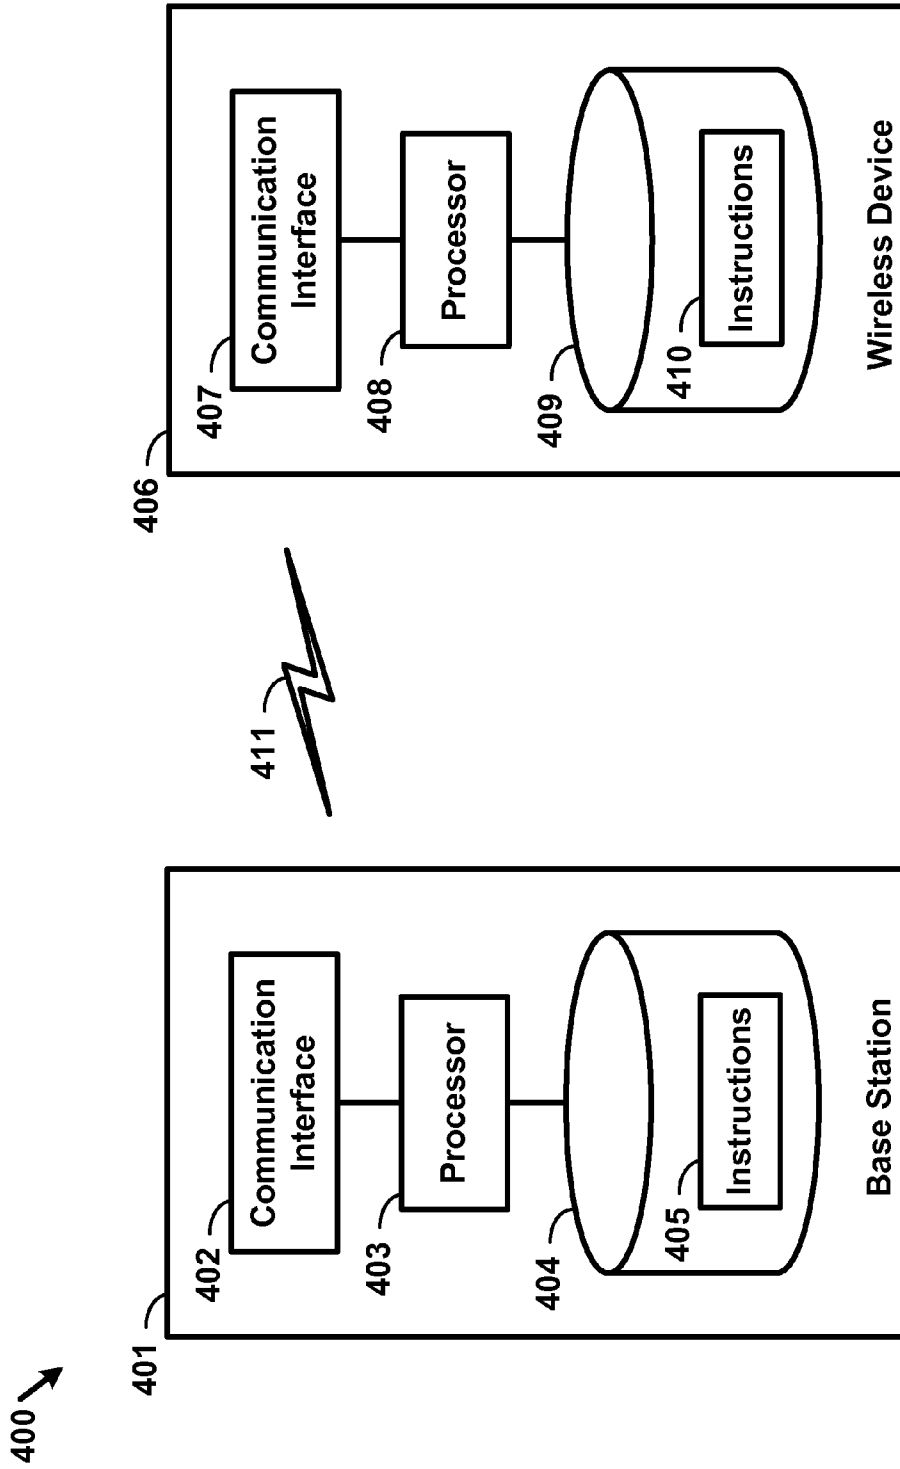 400
401
402
Communication
Interface
403
Processor
404
405
Instructions
Base Station
411
406
407
Communication
Interface
408
Processor
409
410
Instructions
Wireless Device